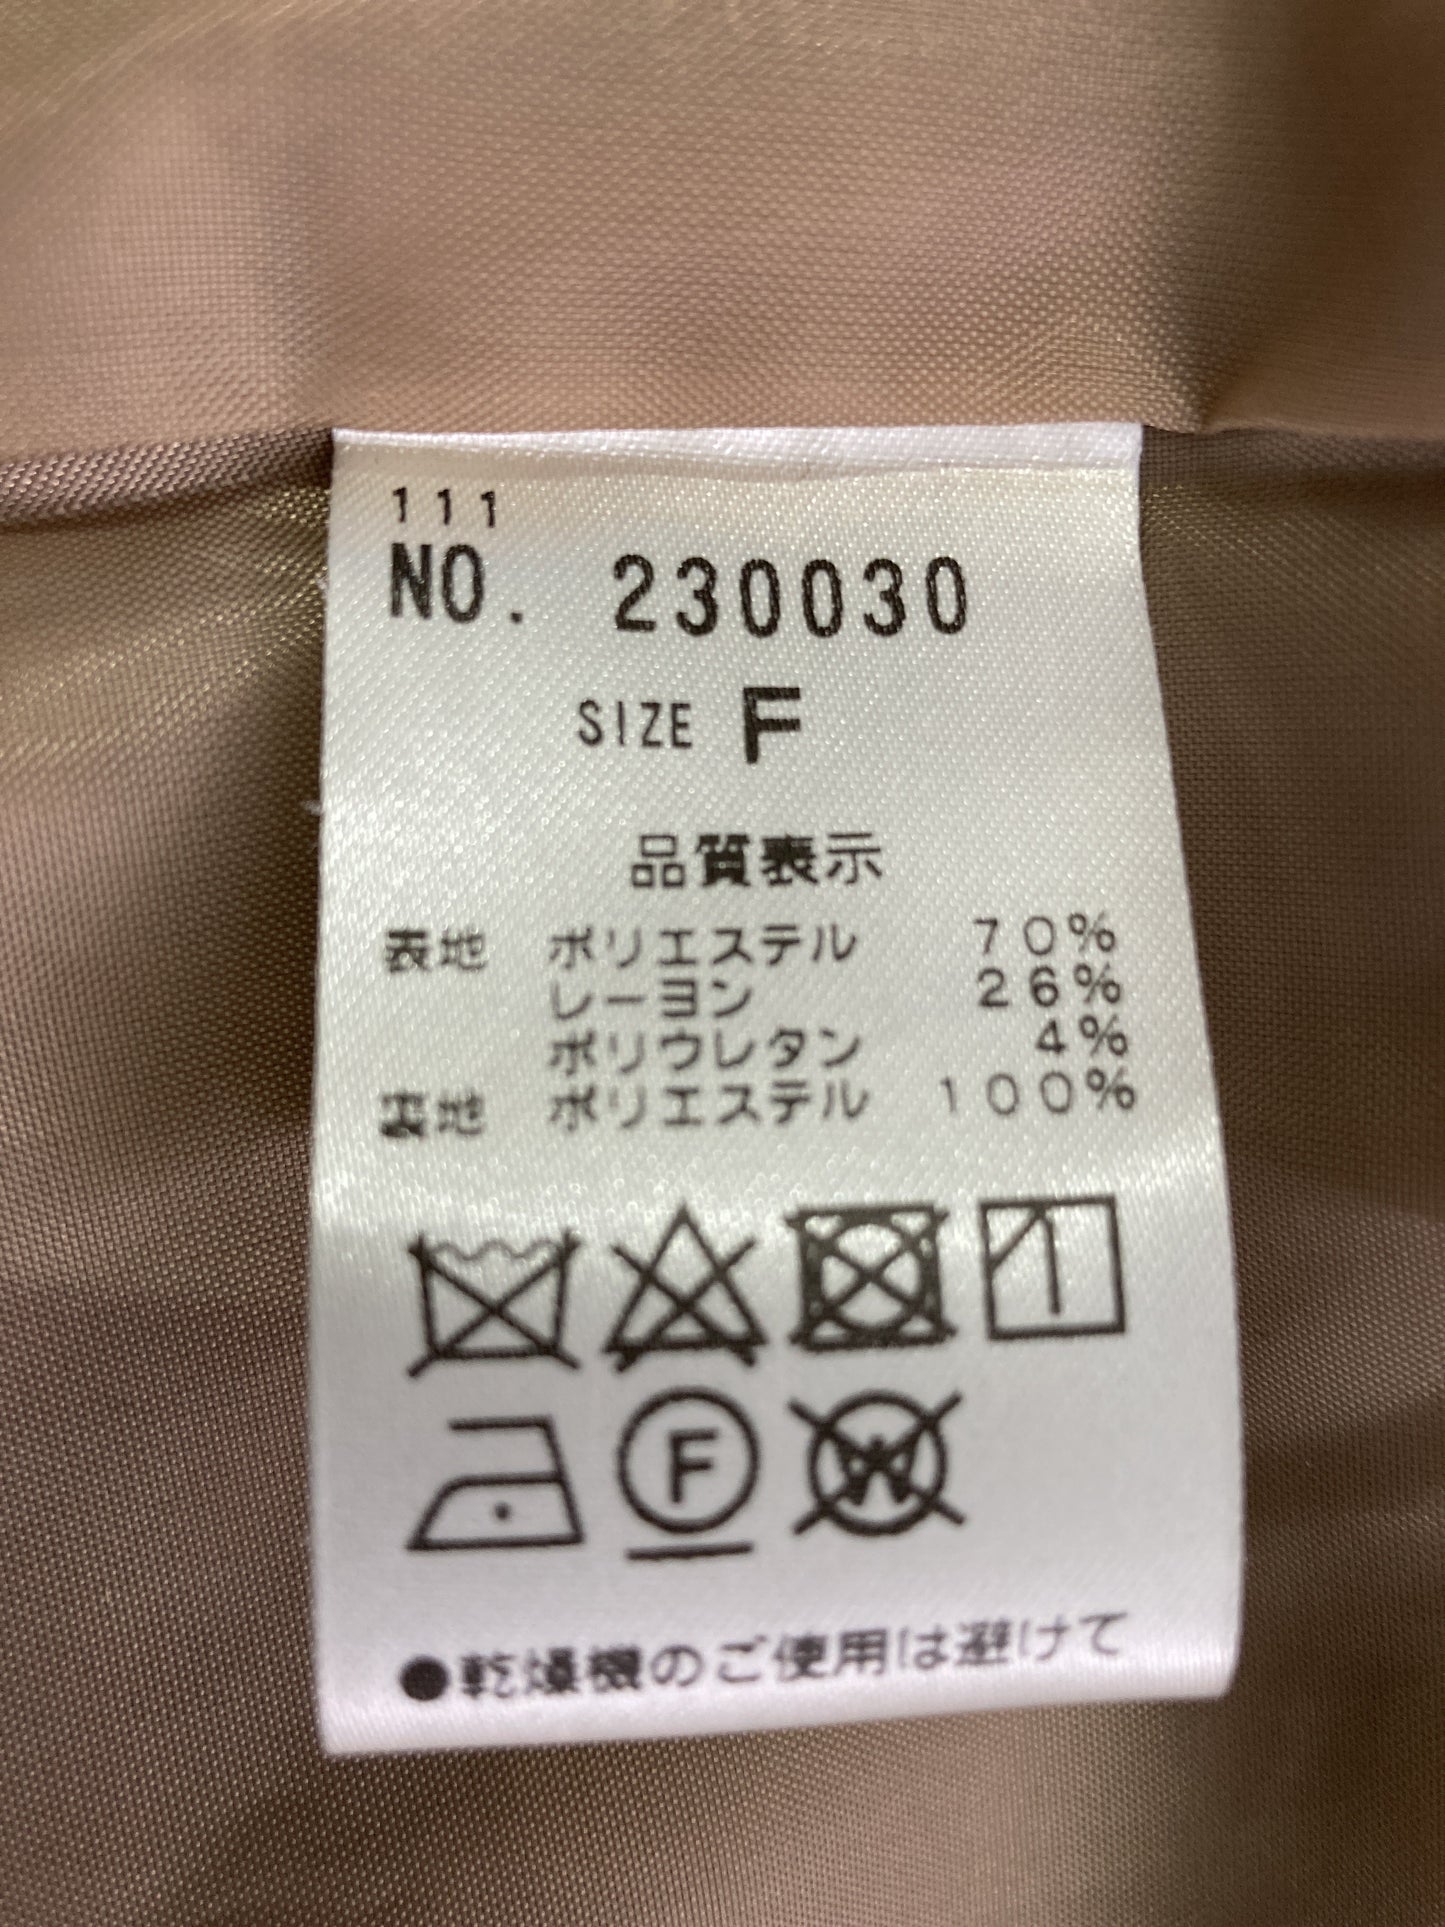 111
NO. 230030
SIZE F
品質表示
表地 ポリエステル 70%
レーヨン 26%
ポリウレタン 4%
裏地 ポリエステル 100%
F
W
●乾燥機のご使用は避けて